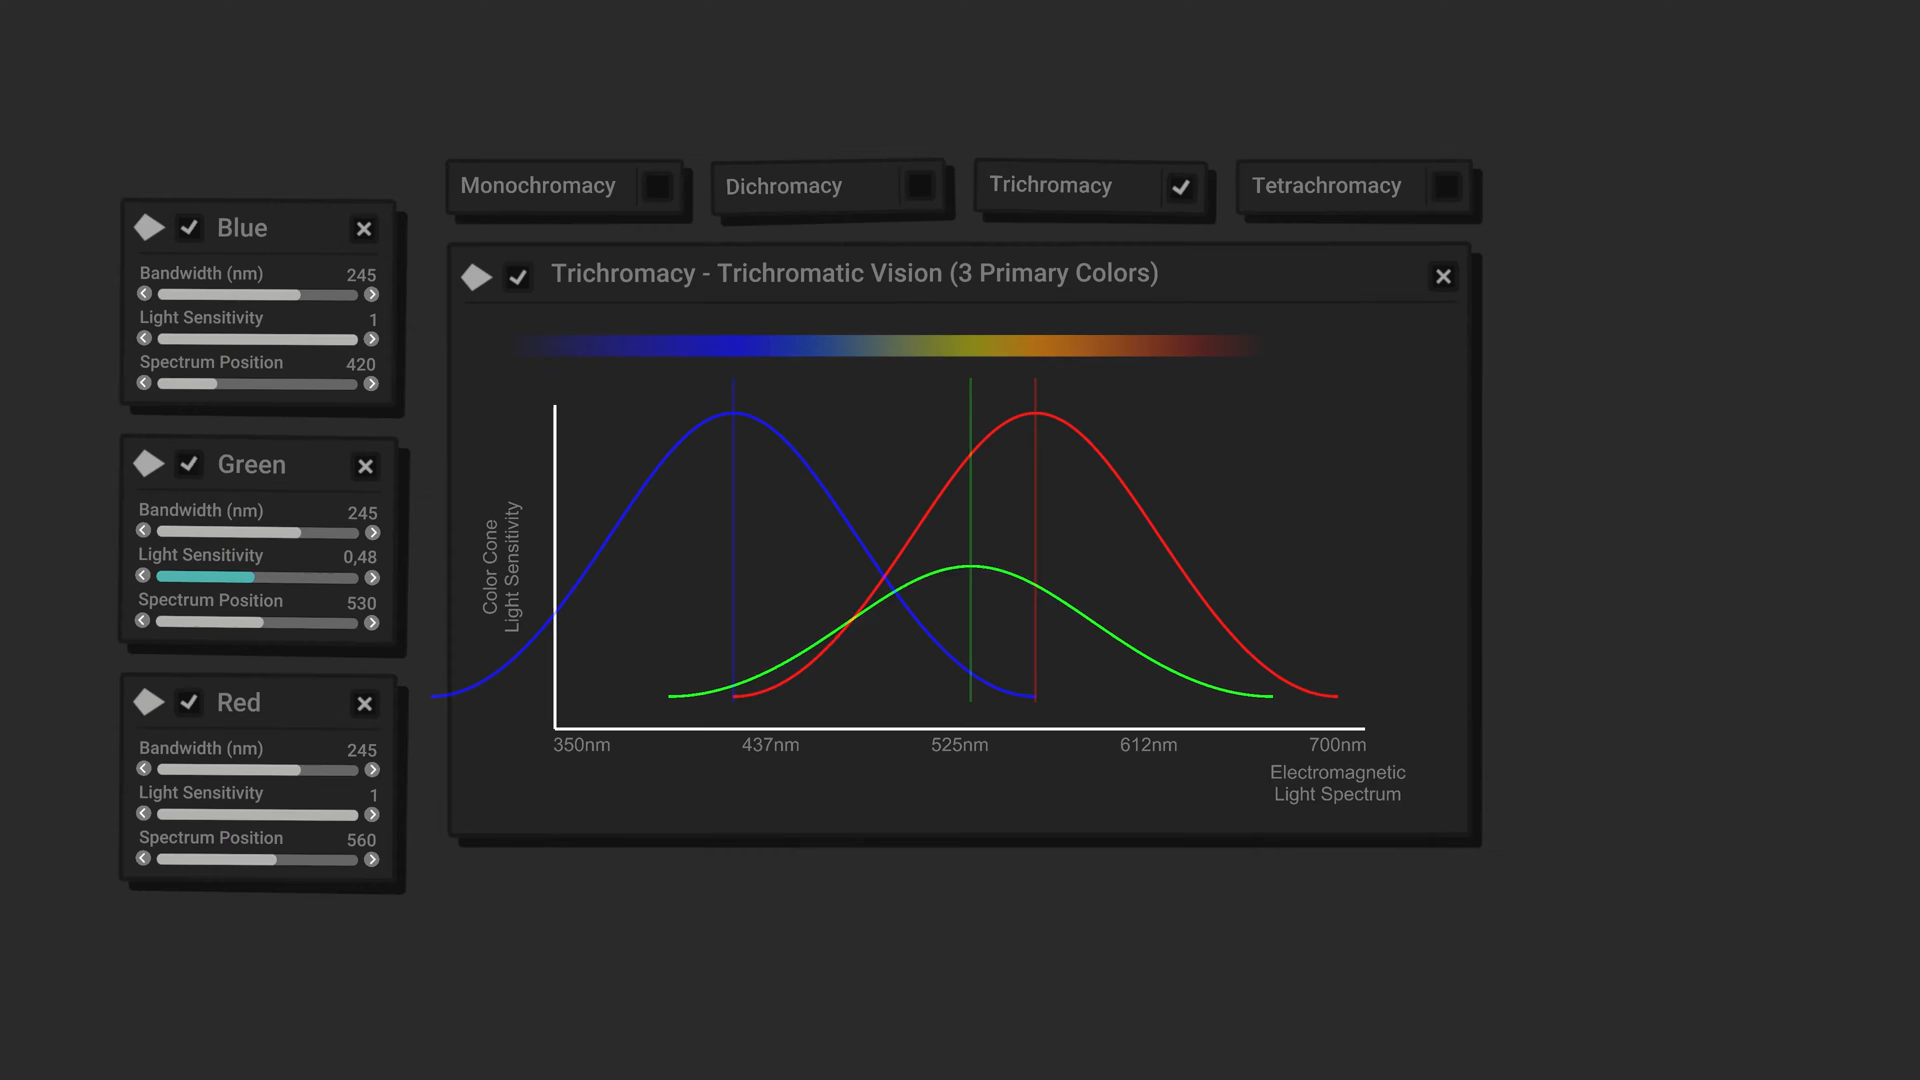 Monochromacy
Dichromacy
Trichromacy
Tetrachromacy
Blue
Bandwidth (nm) 245
Light Sensitivity 1
Spectrum Position 420
Green
Bandwidth (nm) 245
Light Sensitivity 0,48
Spectrum Position 530
Red
Bandwidth (nm) 245
Light Sensitivity 1
Spectrum Position 560
Trichromacy - Trichromatic Vision (3 Primary Colors)
Color Cone
Light Sensitivity
350nm 437nm 525nm 612nm 700nm
Electromagnetic
Light Spectrum